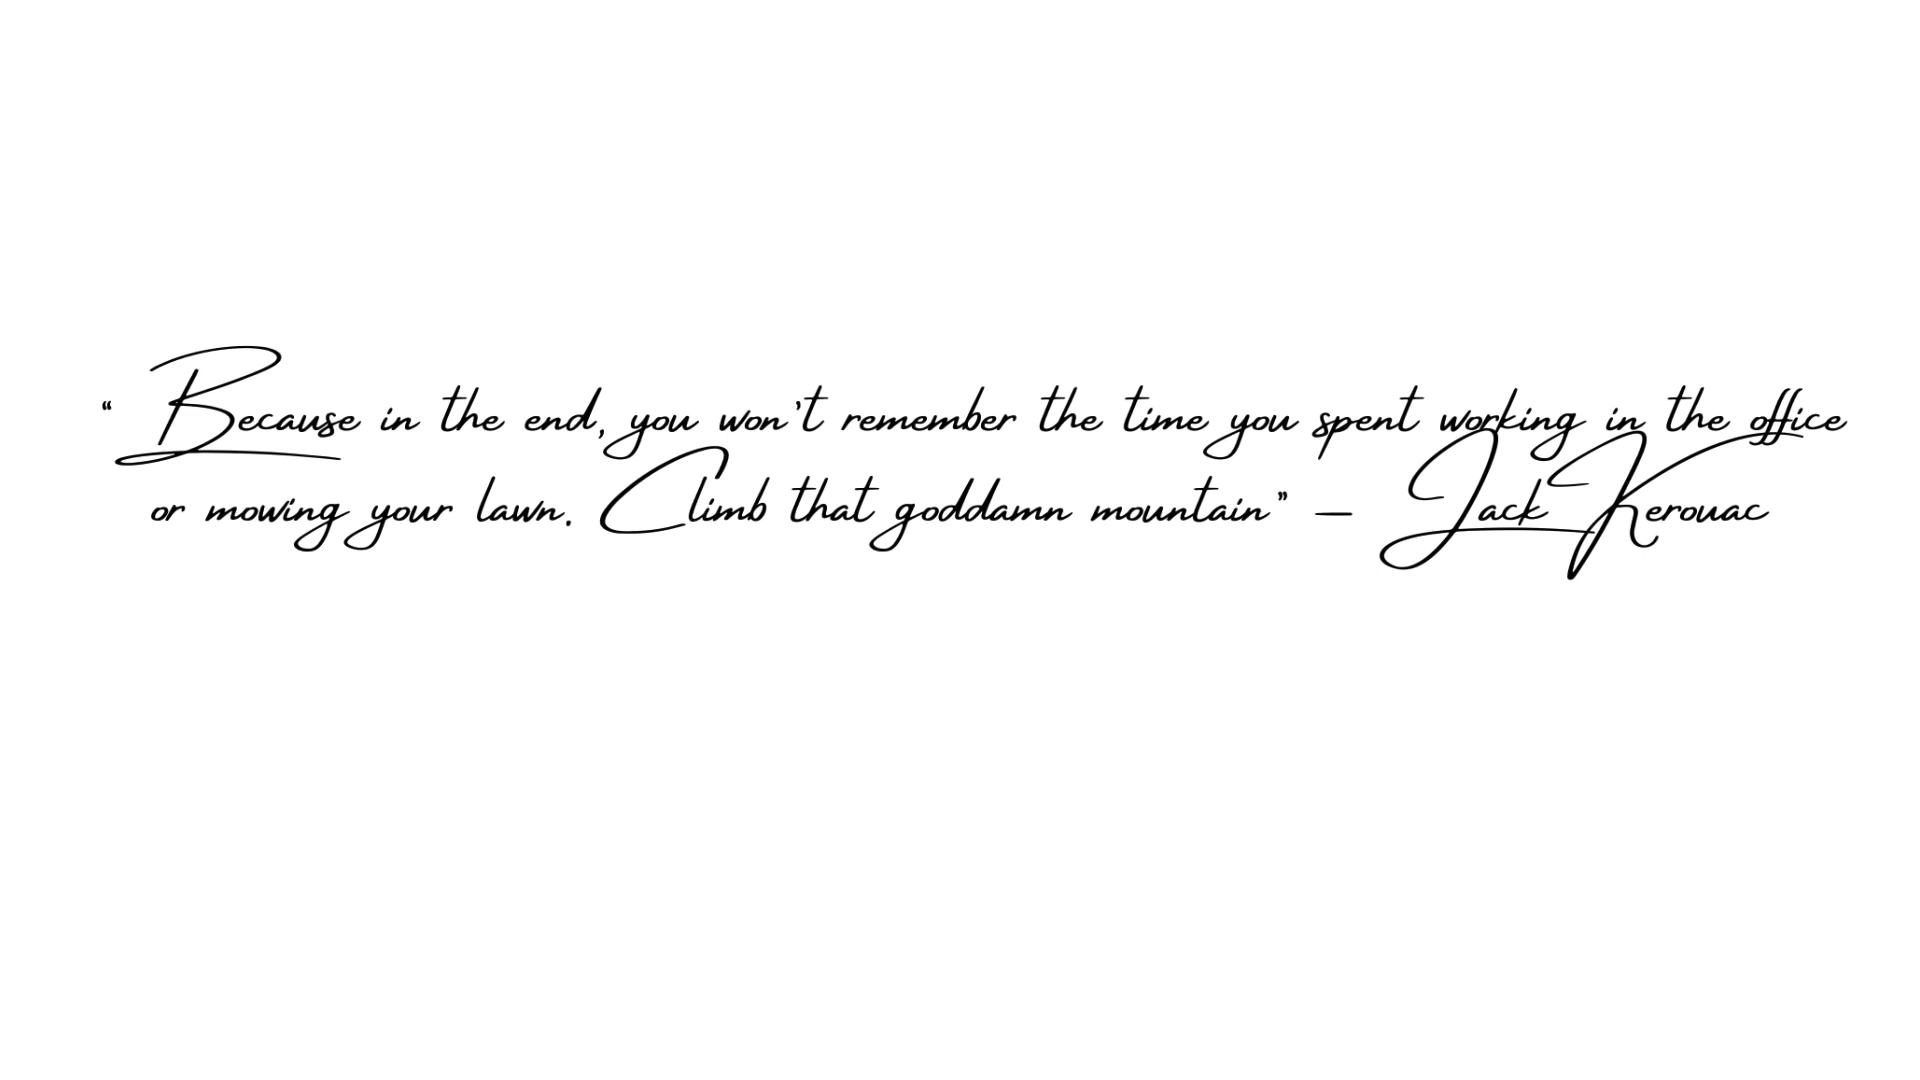 “ Because in the end, you won't remember the time you spent working in the office
or mowing your lawn. Climb that goddamn mountain” — Jack Kerouac